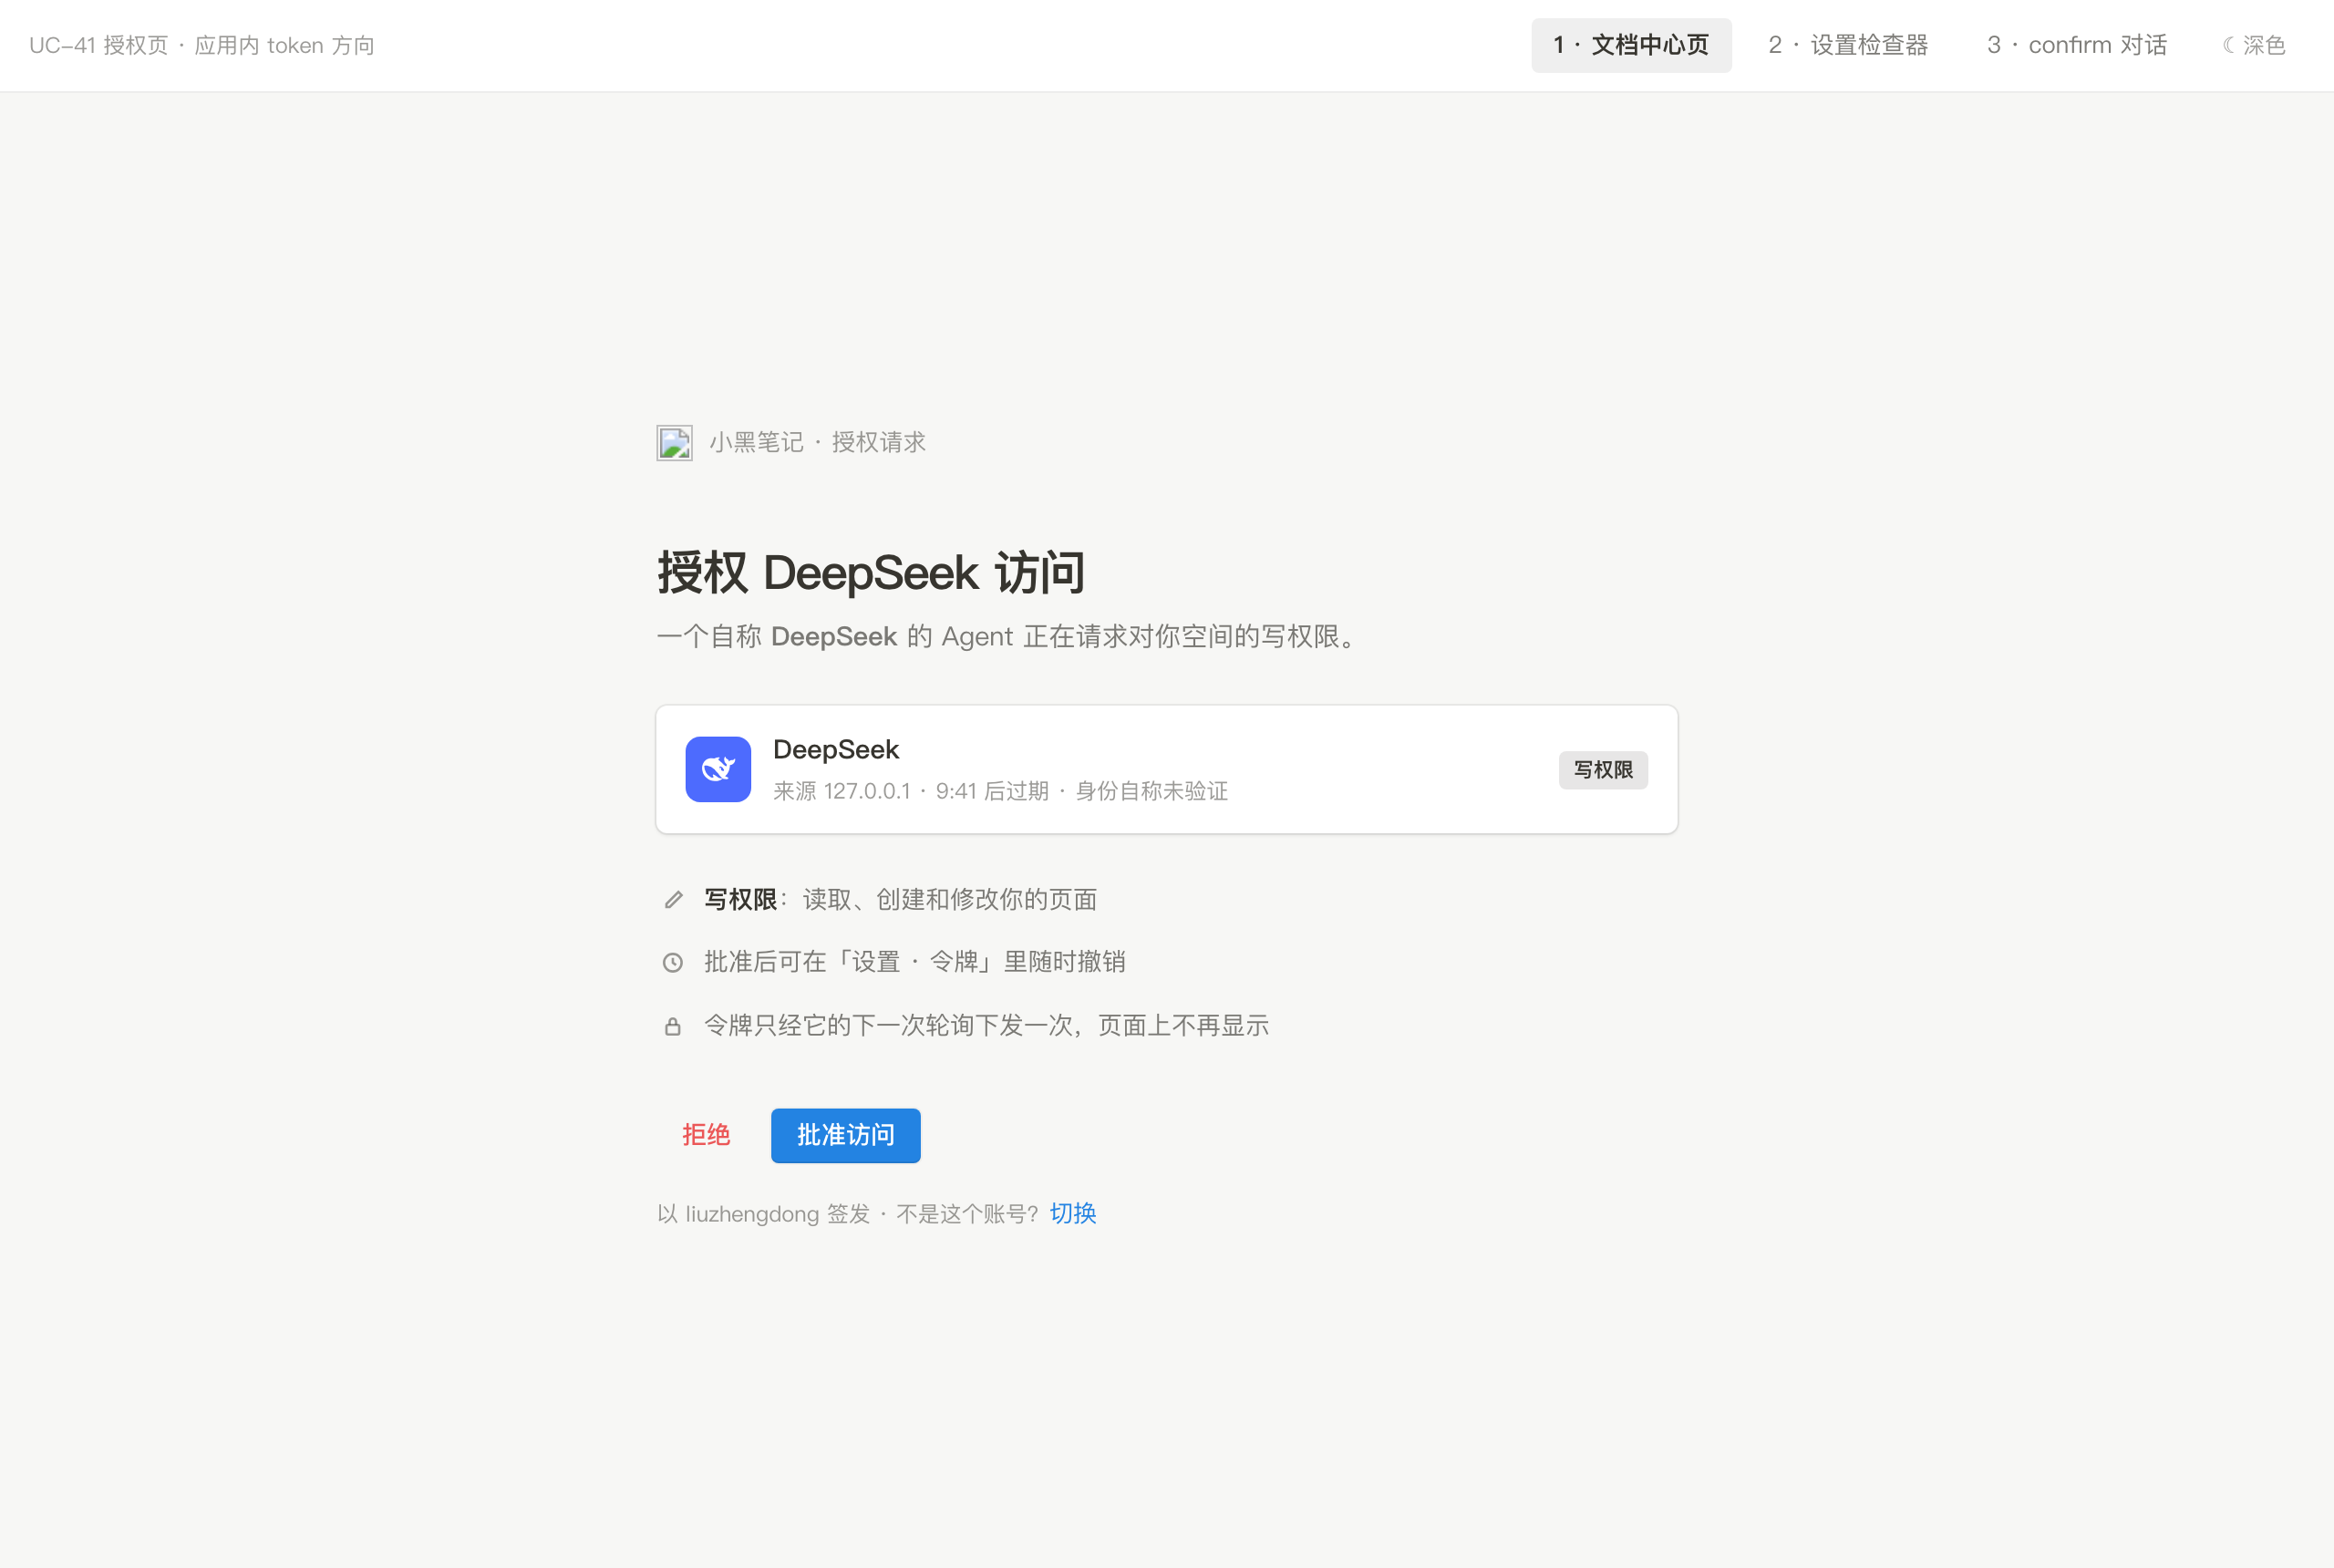 UC-41 授权页 · 应用内 token 方向
1 · 文档中心页
2 · 设置检查器
3 · confirm 对话
☾ 深色
小黑笔记 · 授权请求
授权 DeepSeek 访问
一个自称 DeepSeek 的 Agent 正在请求对你空间的写权限。
DeepSeek
来源 127.0.0.1 · 9:41 后过期 · 身份自称未验证
写权限
写权限：读取、创建和修改你的页面
批准后可在「设置 · 令牌」里随时撤销
令牌只经它的下一次轮询下发一次，页面上不再显示
拒绝
批准访问
以 liuzhengdong 签发 · 不是这个账号？切换